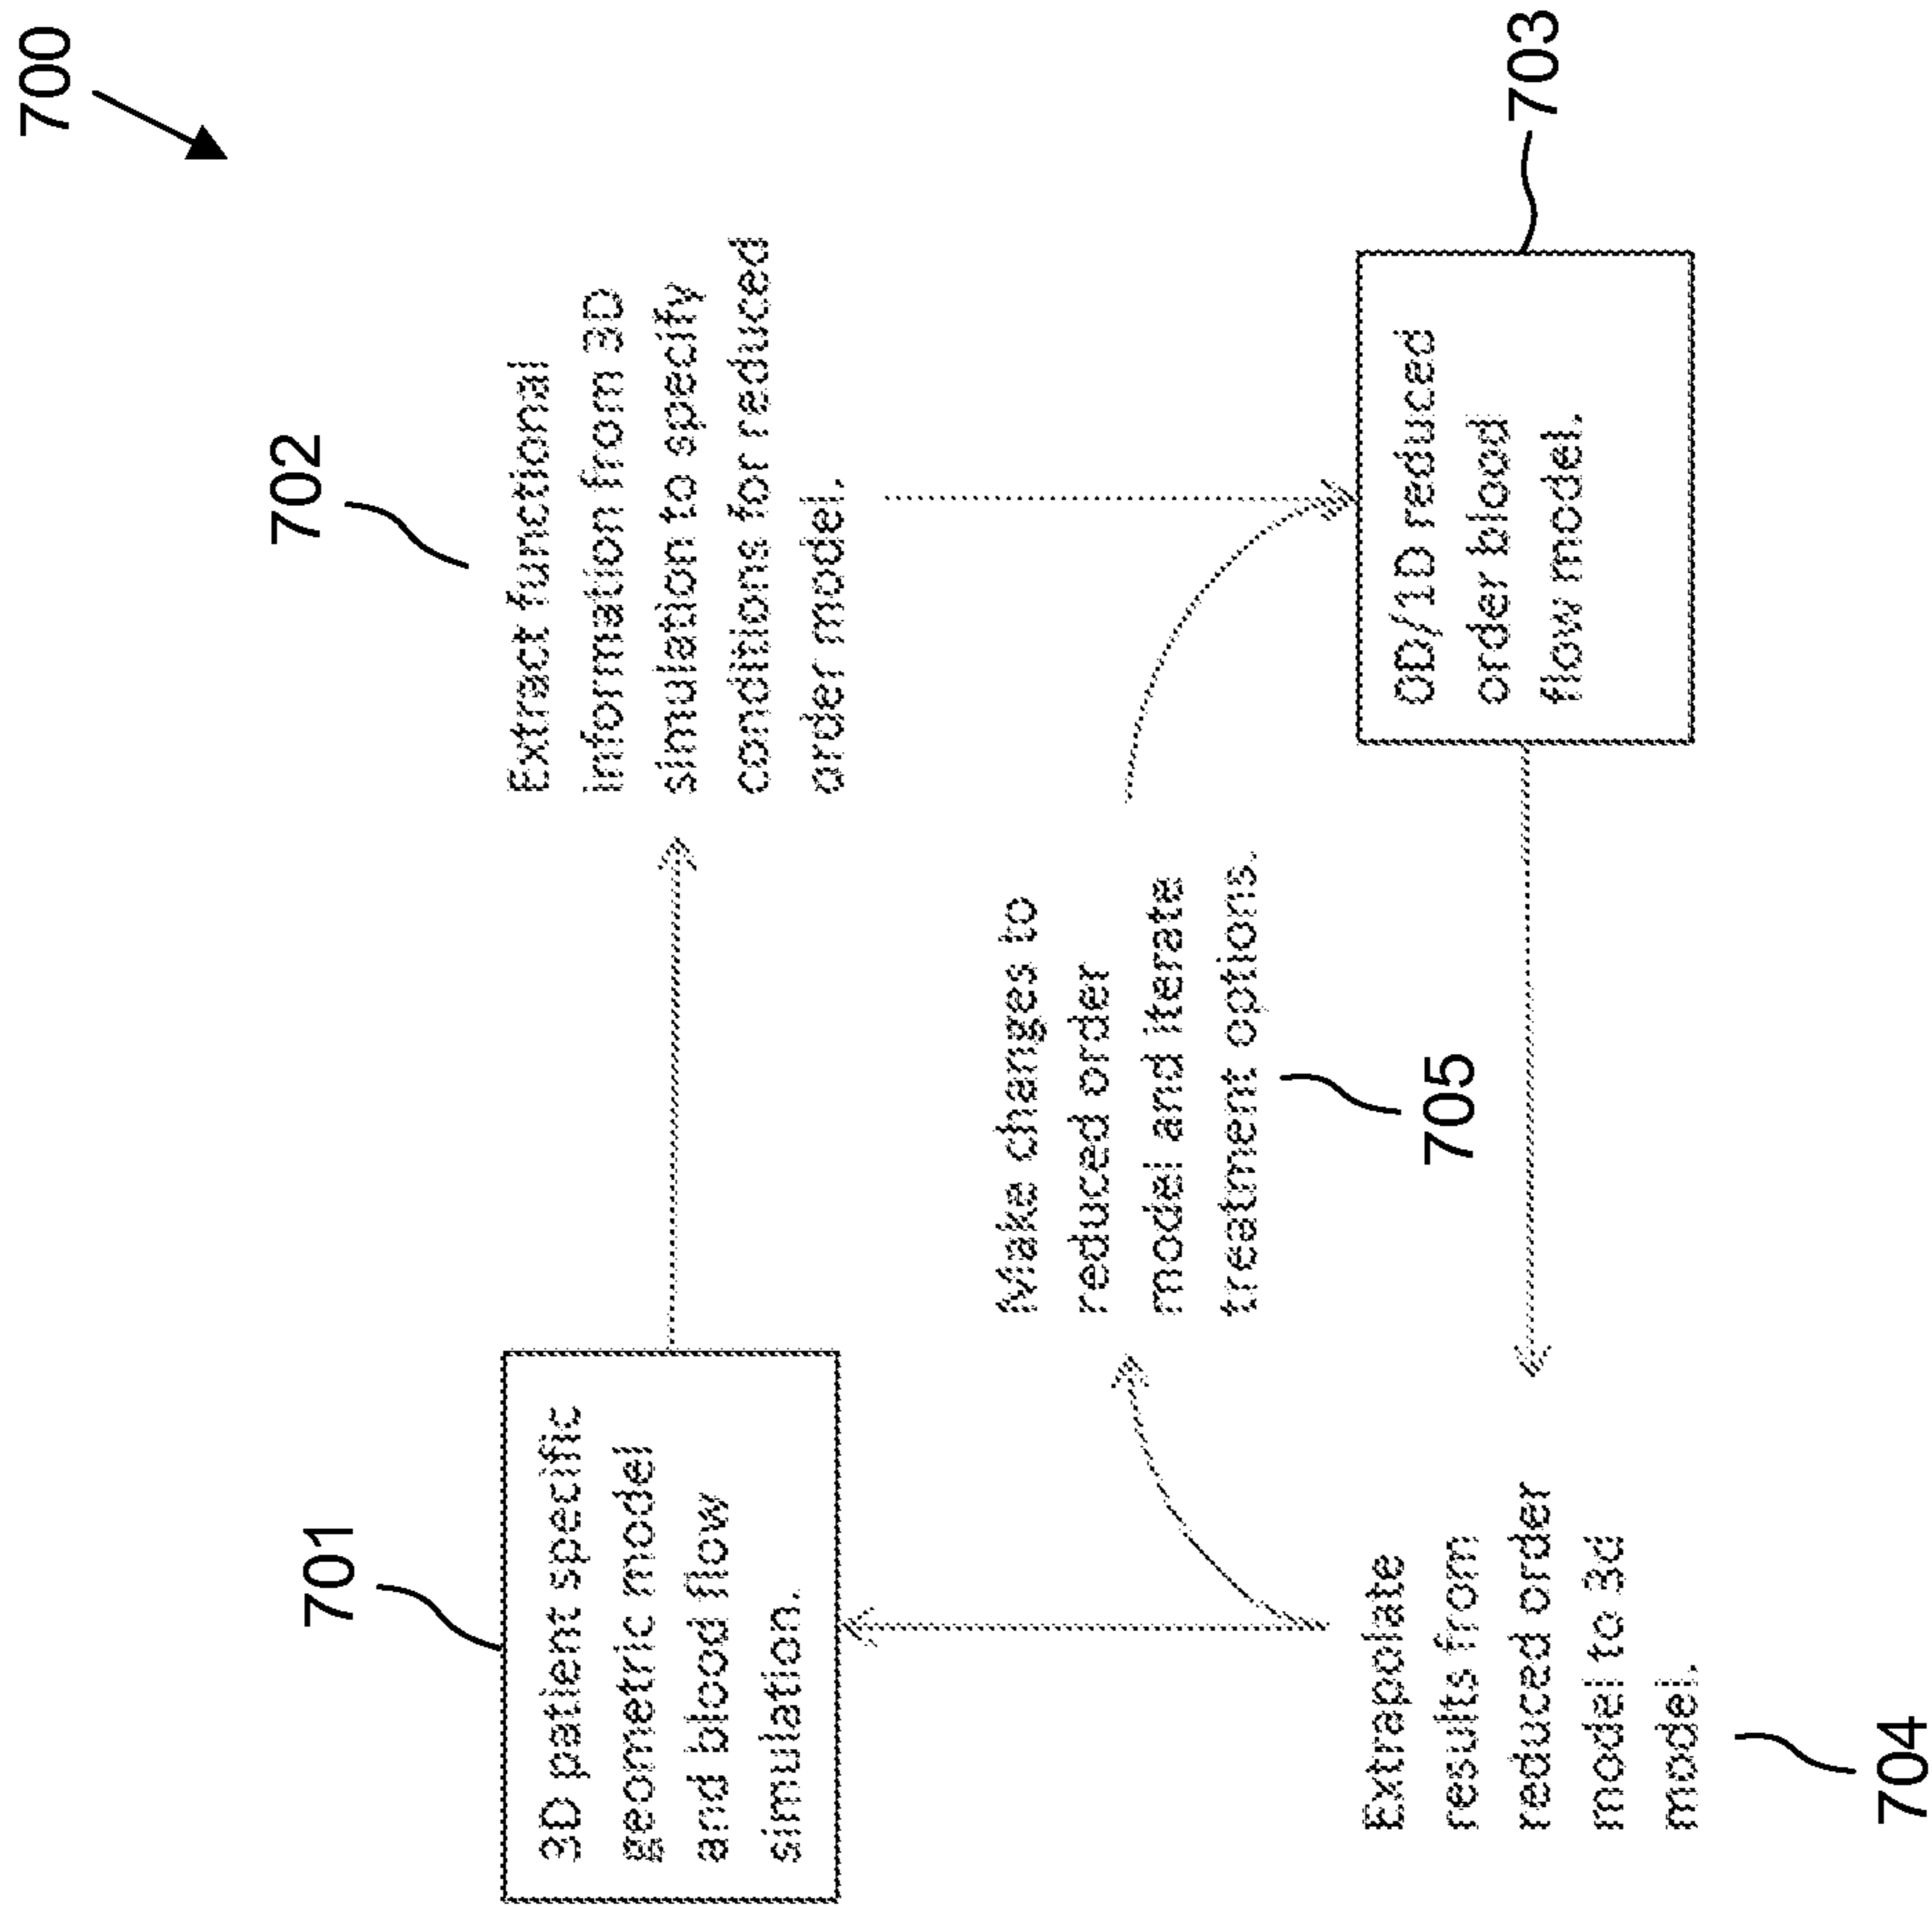 700
701
3D patient specific
geometric model
and blood flow
simulation.
702
Extract functional
information from 3D
simulation to specify
conditions for reduced
order model.
Make changes to
reduced order
model and iterate
treatment options.
705
Extrapolate
results from
reduced order
model to 3d
model.
704
0D/1D reduced
order blood
flow model.
703